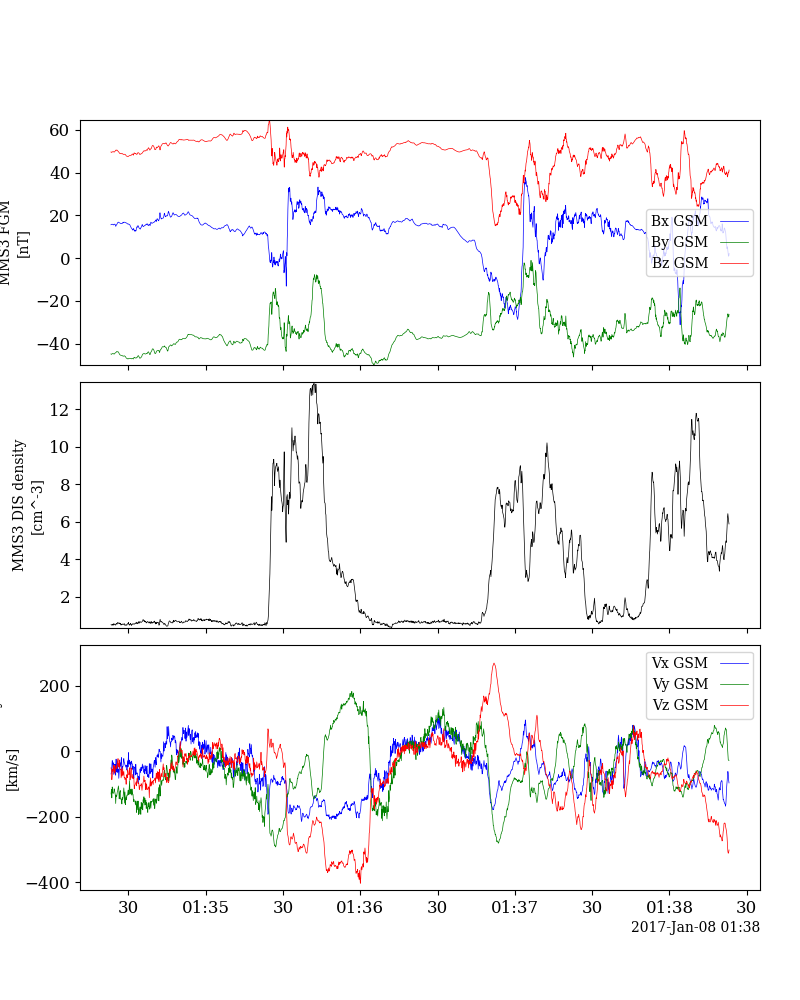 60
40
20
0
−20
−40
MMS3 FGM
[nT]
Bx GSM
By GSM
Bz GSM
12
10
8
6
4
2
MMS3 DIS density
[cm^-3]
200
0
−200
−400
[km/s]
Vx GSM
Vy GSM
Vz GSM
30 01:35 30 01:36 30 01:37 30 01:38 30
2017-Jan-08 01:38